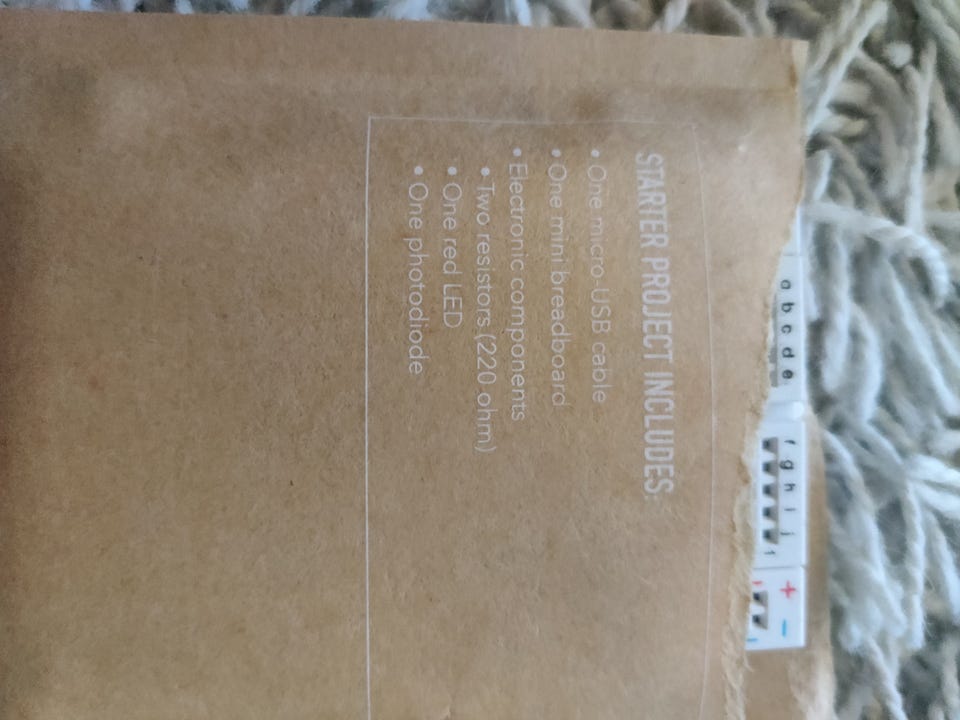 STARTER PROJECT INCLUDES:
• One micro-USB cable
• One mini breadboard
• Electronic components
• Two resistors (220 ohm)
• One red LED
• One photodiode
a b c d e
f g h i j
1
+ −